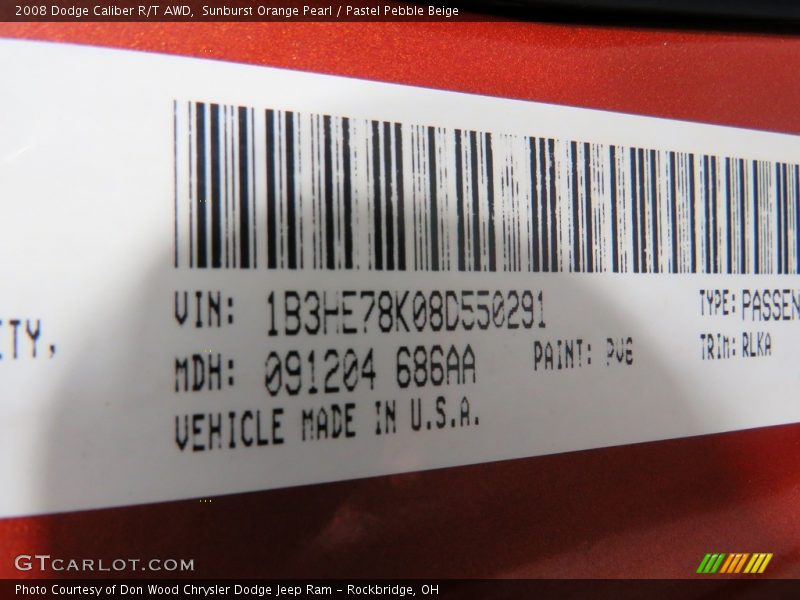 2008 Dodge Caliber R/T AWD, Sunburst Orange Pearl / Pastel Pebble Beige
VIN: 1B3HE78K08D550291
TYPE: PASSEN
ITY,
MDH: 091204 686AA
PAINT: PVG
TRIM: RLKA
VEHICLE MADE IN U.S.A.
GTCARLOT.COM
Photo Courtesy of Don Wood Chrysler Dodge Jeep Ram - Rockbridge, OH